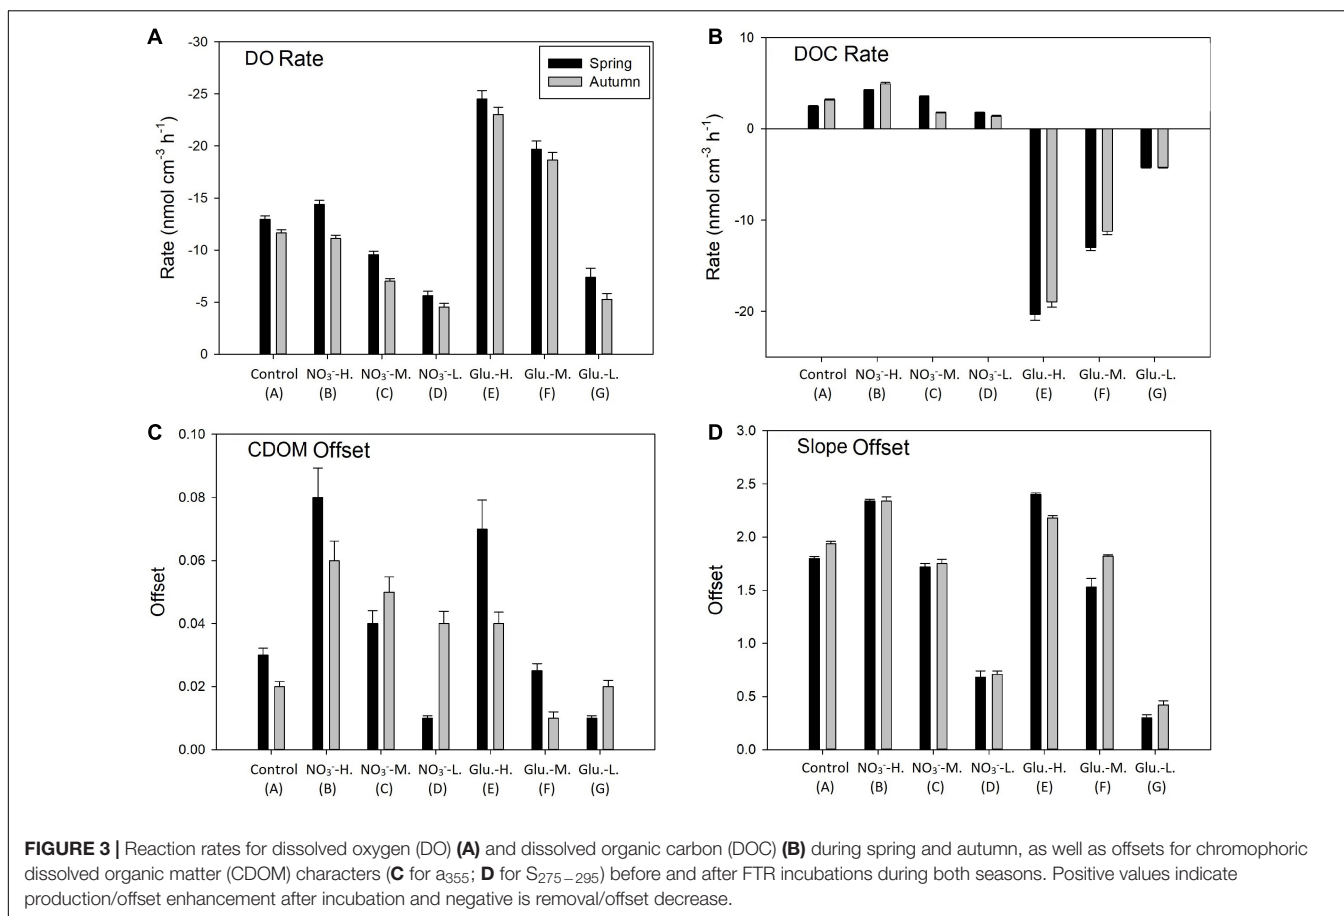 A
DO Rate
Spring
Autumn
Rate (nmol cm⁻³ h⁻¹)
-30
-25
-20
-15
-10
-5
0
Control NO₃⁻-H. NO₃⁻-M. NO₃⁻-L. Glu.-H. Glu.-M. Glu.-L.
(A) (B) (C) (D) (E) (F) (G)
B
DOC Rate
Rate (nmol cm⁻³ h⁻¹)
10
0
-10
-20
Control NO₃⁻-H. NO₃⁻-M. NO₃⁻-L. Glu.-H. Glu.-M. Glu.-L.
(A) (B) (C) (D) (E) (F) (G)
C
CDOM Offset
Offset
0.10
0.08
0.06
0.04
0.02
0.00
Control NO₃⁻-H. NO₃⁻-M. NO₃⁻-L. Glu.-H. Glu.-M. Glu.-L.
(A) (B) (C) (D) (E) (F) (G)
D
Slope Offset
Offset
3.0
2.5
2.0
1.5
1.0
0.5
0.0
Control NO₃⁻-H. NO₃⁻-M. NO₃⁻-L. Glu.-H. Glu.-M. Glu.-L.
(A) (B) (C) (D) (E) (F) (G)
FIGURE 3 | Reaction rates for dissolved oxygen (DO) (A) and dissolved organic carbon (DOC) (B) during spring and autumn, as well as offsets for chromophoric
dissolved organic matter (CDOM) characters (C for a₃₅₅; D for S₂₇₅₋₂₉₅) before and after FTR incubations during both seasons. Positive values indicate
production/offset enhancement after incubation and negative is removal/offset decrease.